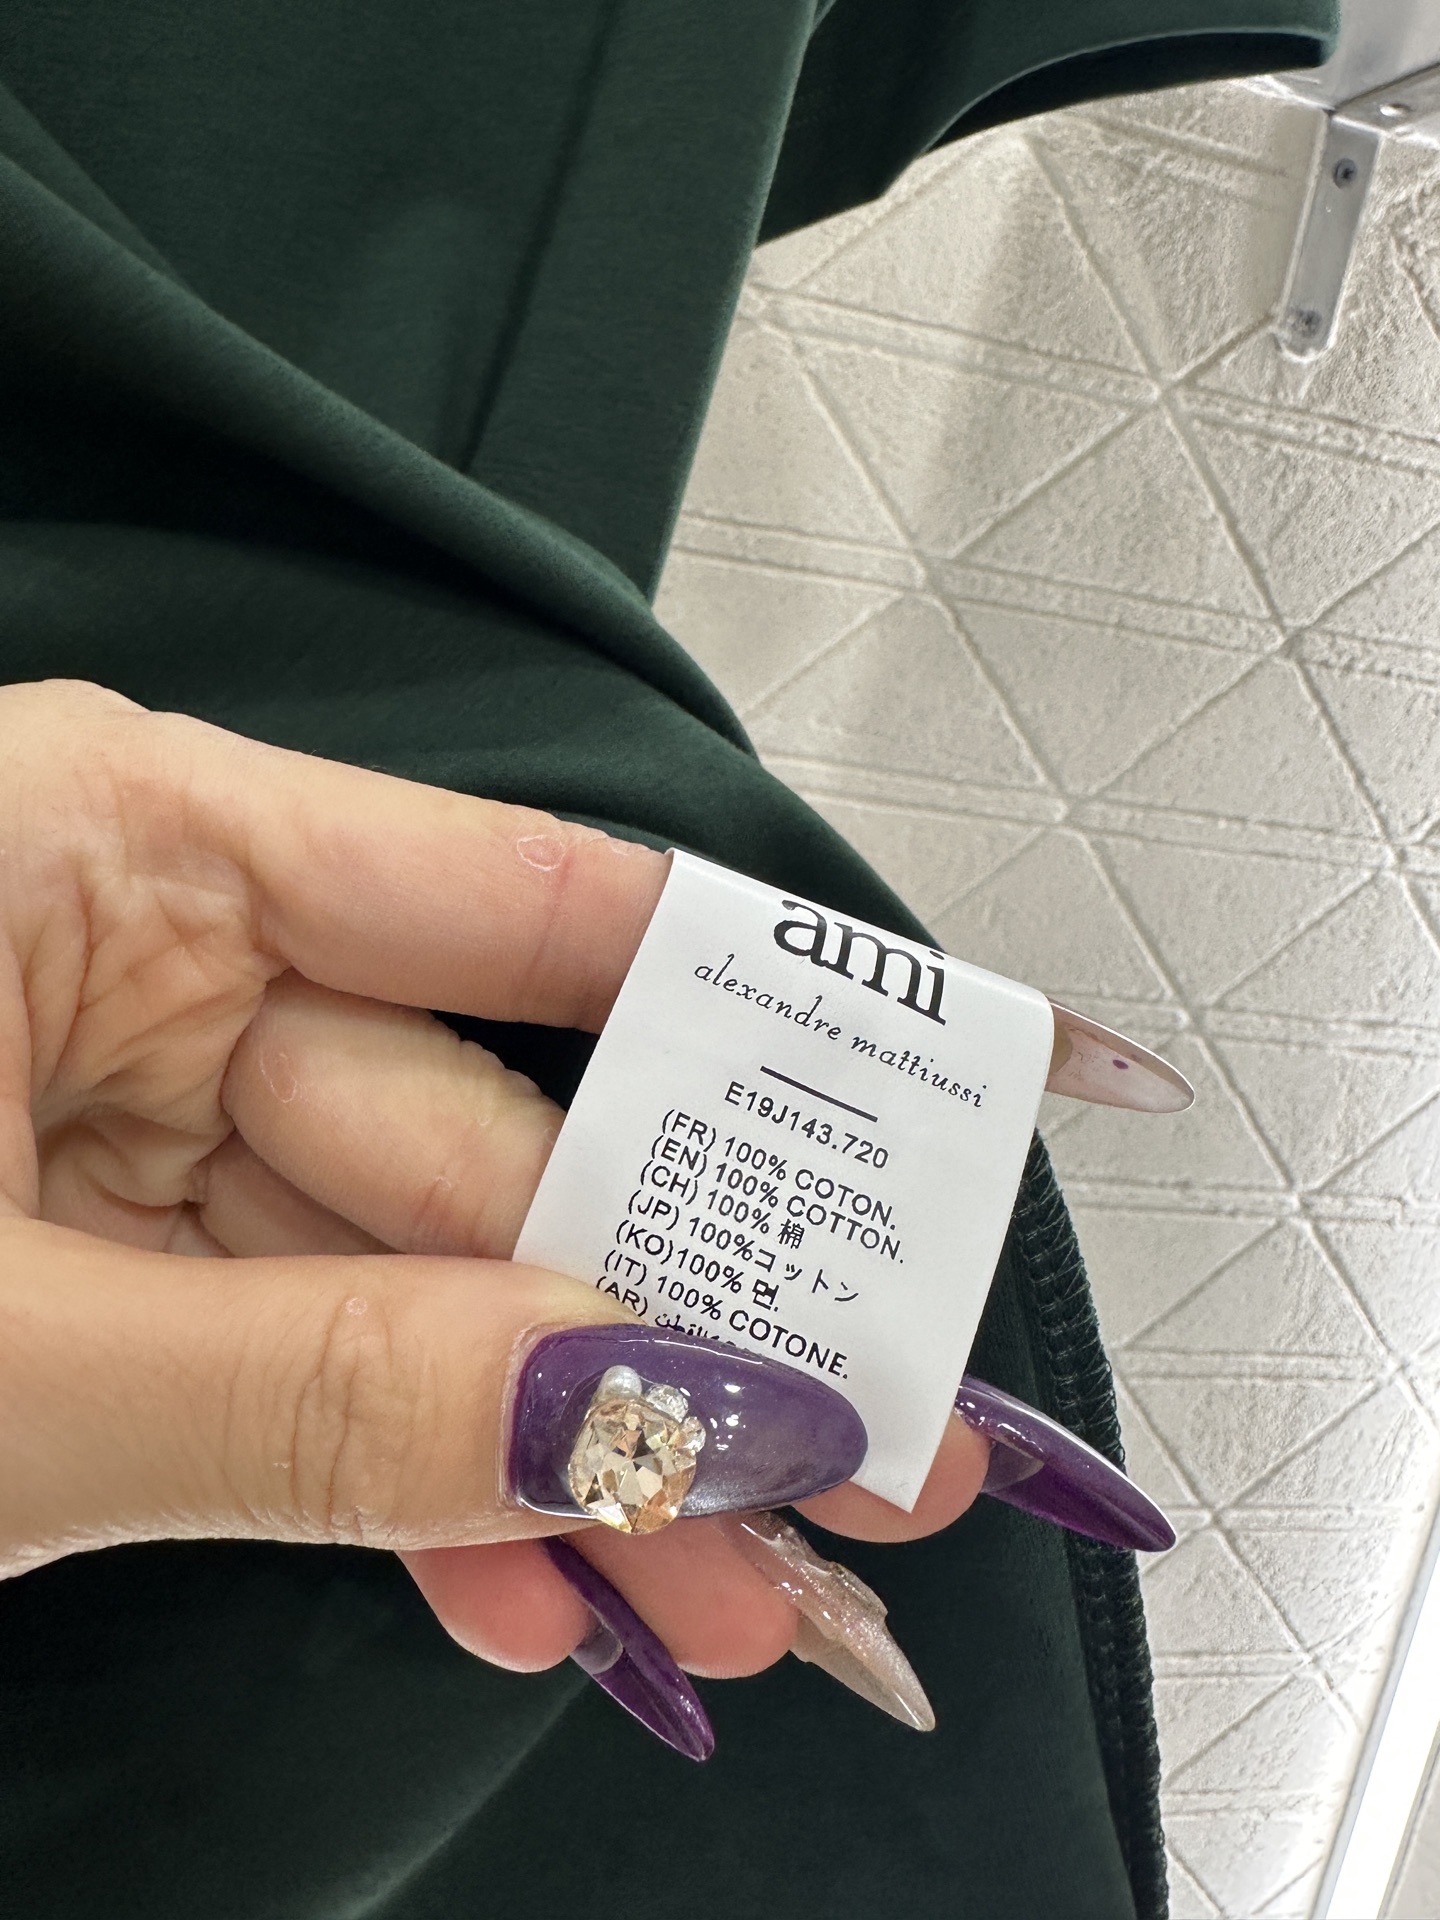 ami
alexandre mattiussi
E19J143.720
(FR) 100% COTON.
(EN) 100% COTTON.
(CH) 100% 棉
(JP) 100%コットン
(KO)100% 면.
(IT) 100% COTONE.
(AR)